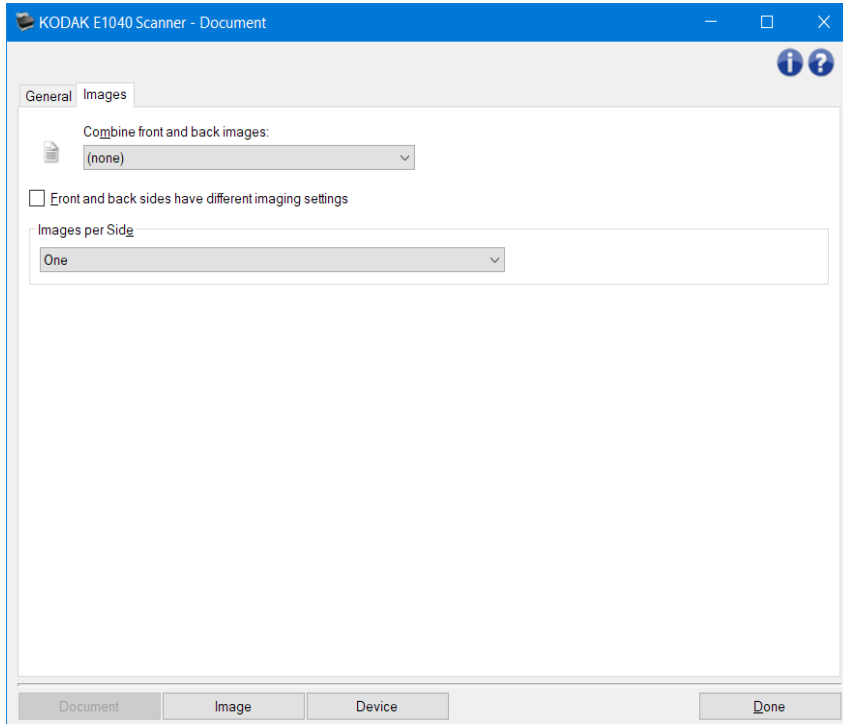 KODAK E1040 Scanner - Document
General Images
Combine front and back images:
(none)
Front and back sides have different imaging settings
Images per Side
One
Document Image Device Done